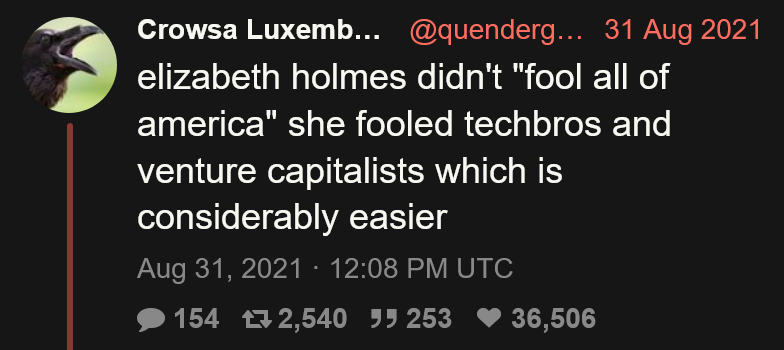 Crowsa Luxemb... @quenderg... 31 Aug 2021
elizabeth holmes didn't "fool all of
america" she fooled techbros and
venture capitalists which is
considerably easier
Aug 31, 2021 · 12:08 PM UTC
154 2,540 253 36,506